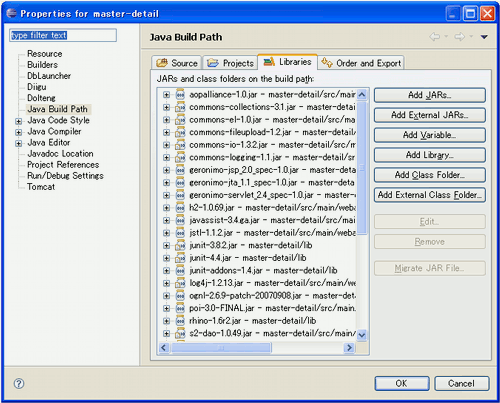 Properties for master-detail
type filter text
Resource
Builders
DbLauncher
Diigu
Dolteng
Java Build Path
Java Code Style
Java Compiler
Java Editor
Javadoc Location
Project References
Run/Debug Settings
Tomcat
Java Build Path
Source Projects Libraries Order and Export
JARs and class folders on the build path:
aopalliance-1.0.jar - master-detail/src/main
commons-collections-3.1.jar - master-detail
commons-el-1.0.jar - master-detail/src/main
commons-fileupload-1.2.jar - master-detail/
commons-io-1.3.2.jar - master-detail/src/m
commons-logging-1.1.jar - master-detail/sr
geronimo-jsp_2.0_spec-1.0.jar - master-deta
geronimo-jta_1.1_spec-1.0.jar - master-detail
geronimo-servlet_2.4_spec-1.0.jar - master-
h2-1.0.69.jar - master-detail/src/main/web
javassist-3.4.ga.jar - master-detail/src/mai
jstl-1.1.2.jar - master-detail/src/main/weba
junit-3.8.2.jar - master-detail/lib
junit-4.4.jar - master-detail/lib
junit-addons-1.4.jar - master-detail/lib
log4j-1.2.13.jar - master-detail/src/main/w
ognl-2.6.9-patch-20070908.jar - master-det
poi-3.0-FINAL.jar - master-detail/src/main/
rhino-1.6r2.jar - master-detail/lib
s2-dao-1.0.49.jar - master-detail/src/main/
Add JARs...
Add External JARs...
Add Variable...
Add Library...
Add Class Folder...
Add External Class Folder...
Edit...
Remove
Migrate JAR File...
OK
Cancel